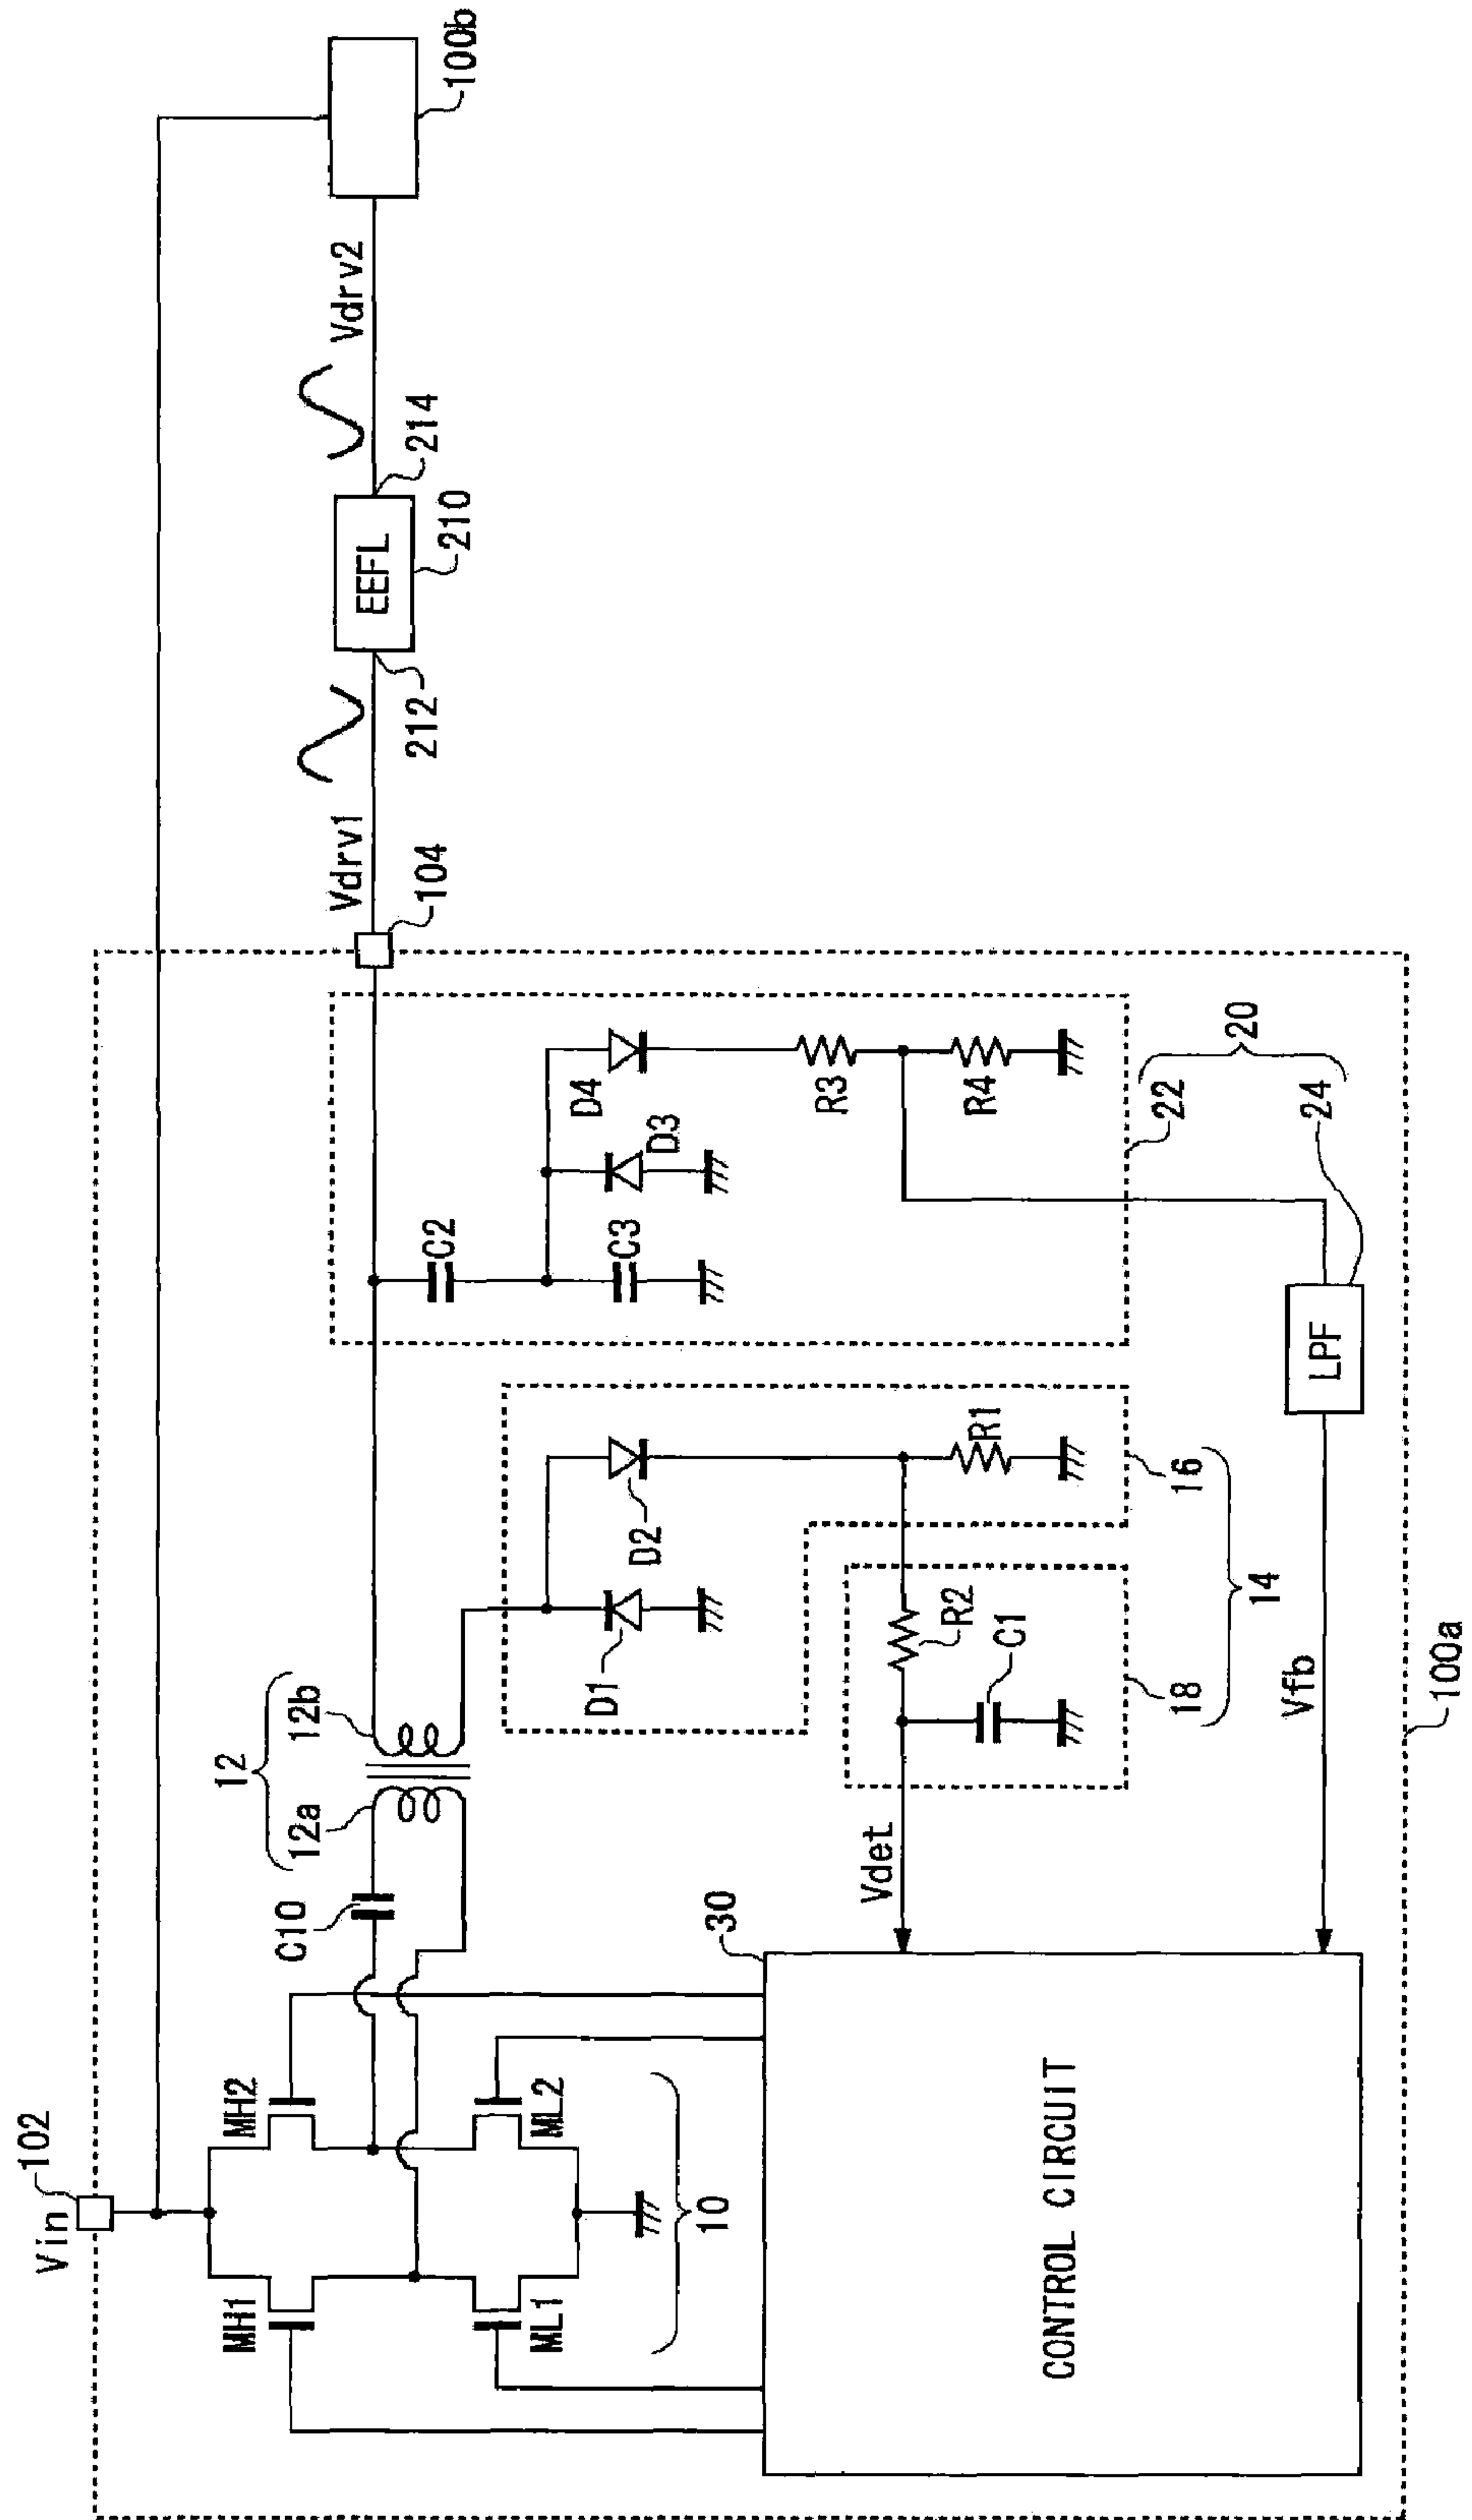 Vin
102
MH1
MH2
ML1
ML2
10
C10
12
12a
12b
30
CONTROL CIRCUIT
Vdet
Vfb
D1
D2
R1
R2
C1
18
16
14
C2
C3
D3
D4
R3
R4
22
20
24
LPF
104
Vdrv1
212
EEFL
210
214
Vdrv2
100b
100a